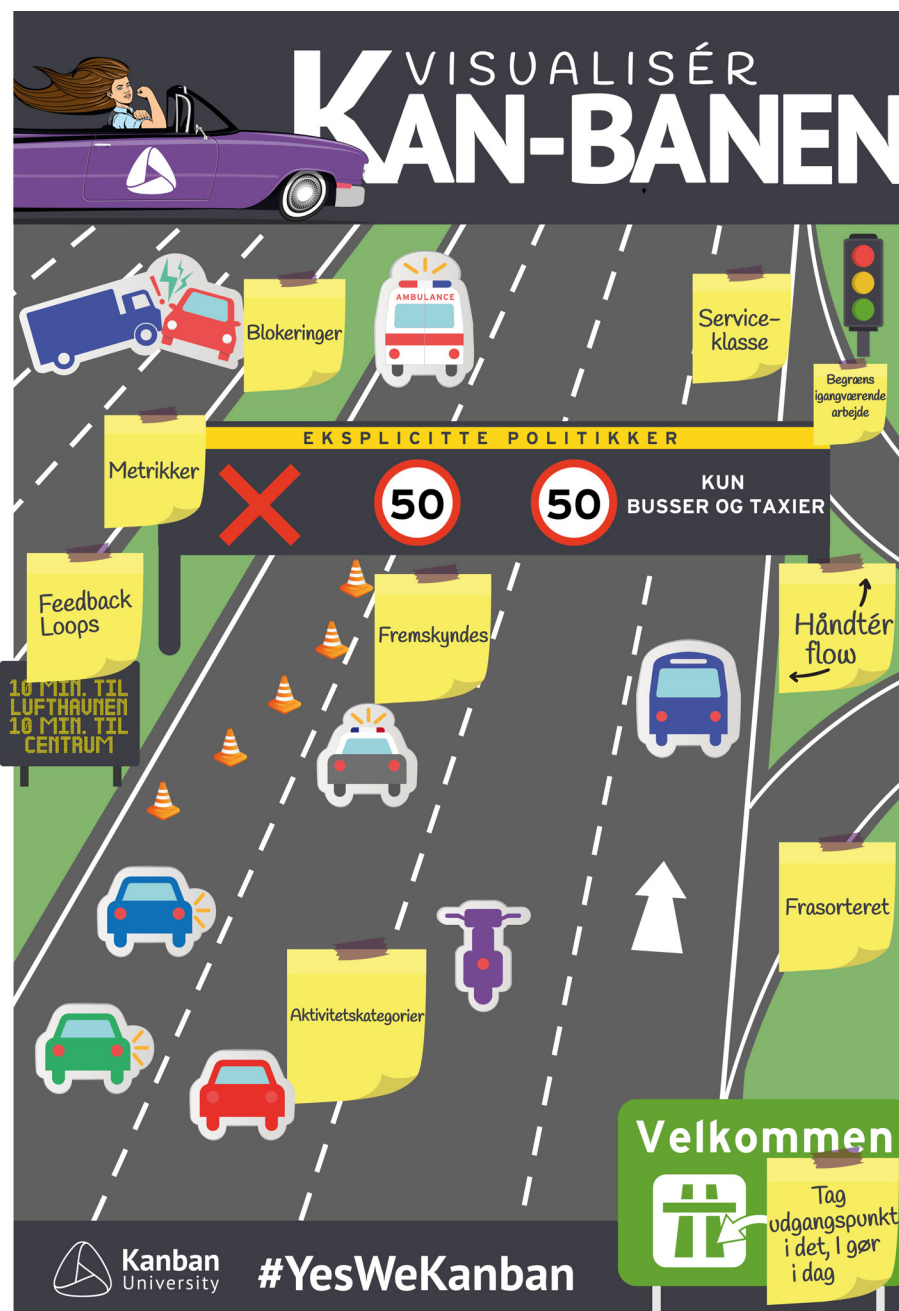 VISUALISÉR
KAN-BANEN
Blokeringer
AMBULANCE
Service-
klasse
Begræns
igangværende
arbejde
EKSPLICITTE POLITIKKER
Metrikker
50
50
KUN
BUSSER OG TAXIER
Feedback
Loops
Fremskyndes
Håndtér
flow
10 MIN. TIL
LUFTHAVNEN
10 MIN. TIL
CENTRUM
Frasorteret
Aktivitetskategorier
Velkommen
Tag
udgangspunkt
i det, I gør
i dag
Kanban
University
#YesWeKanban